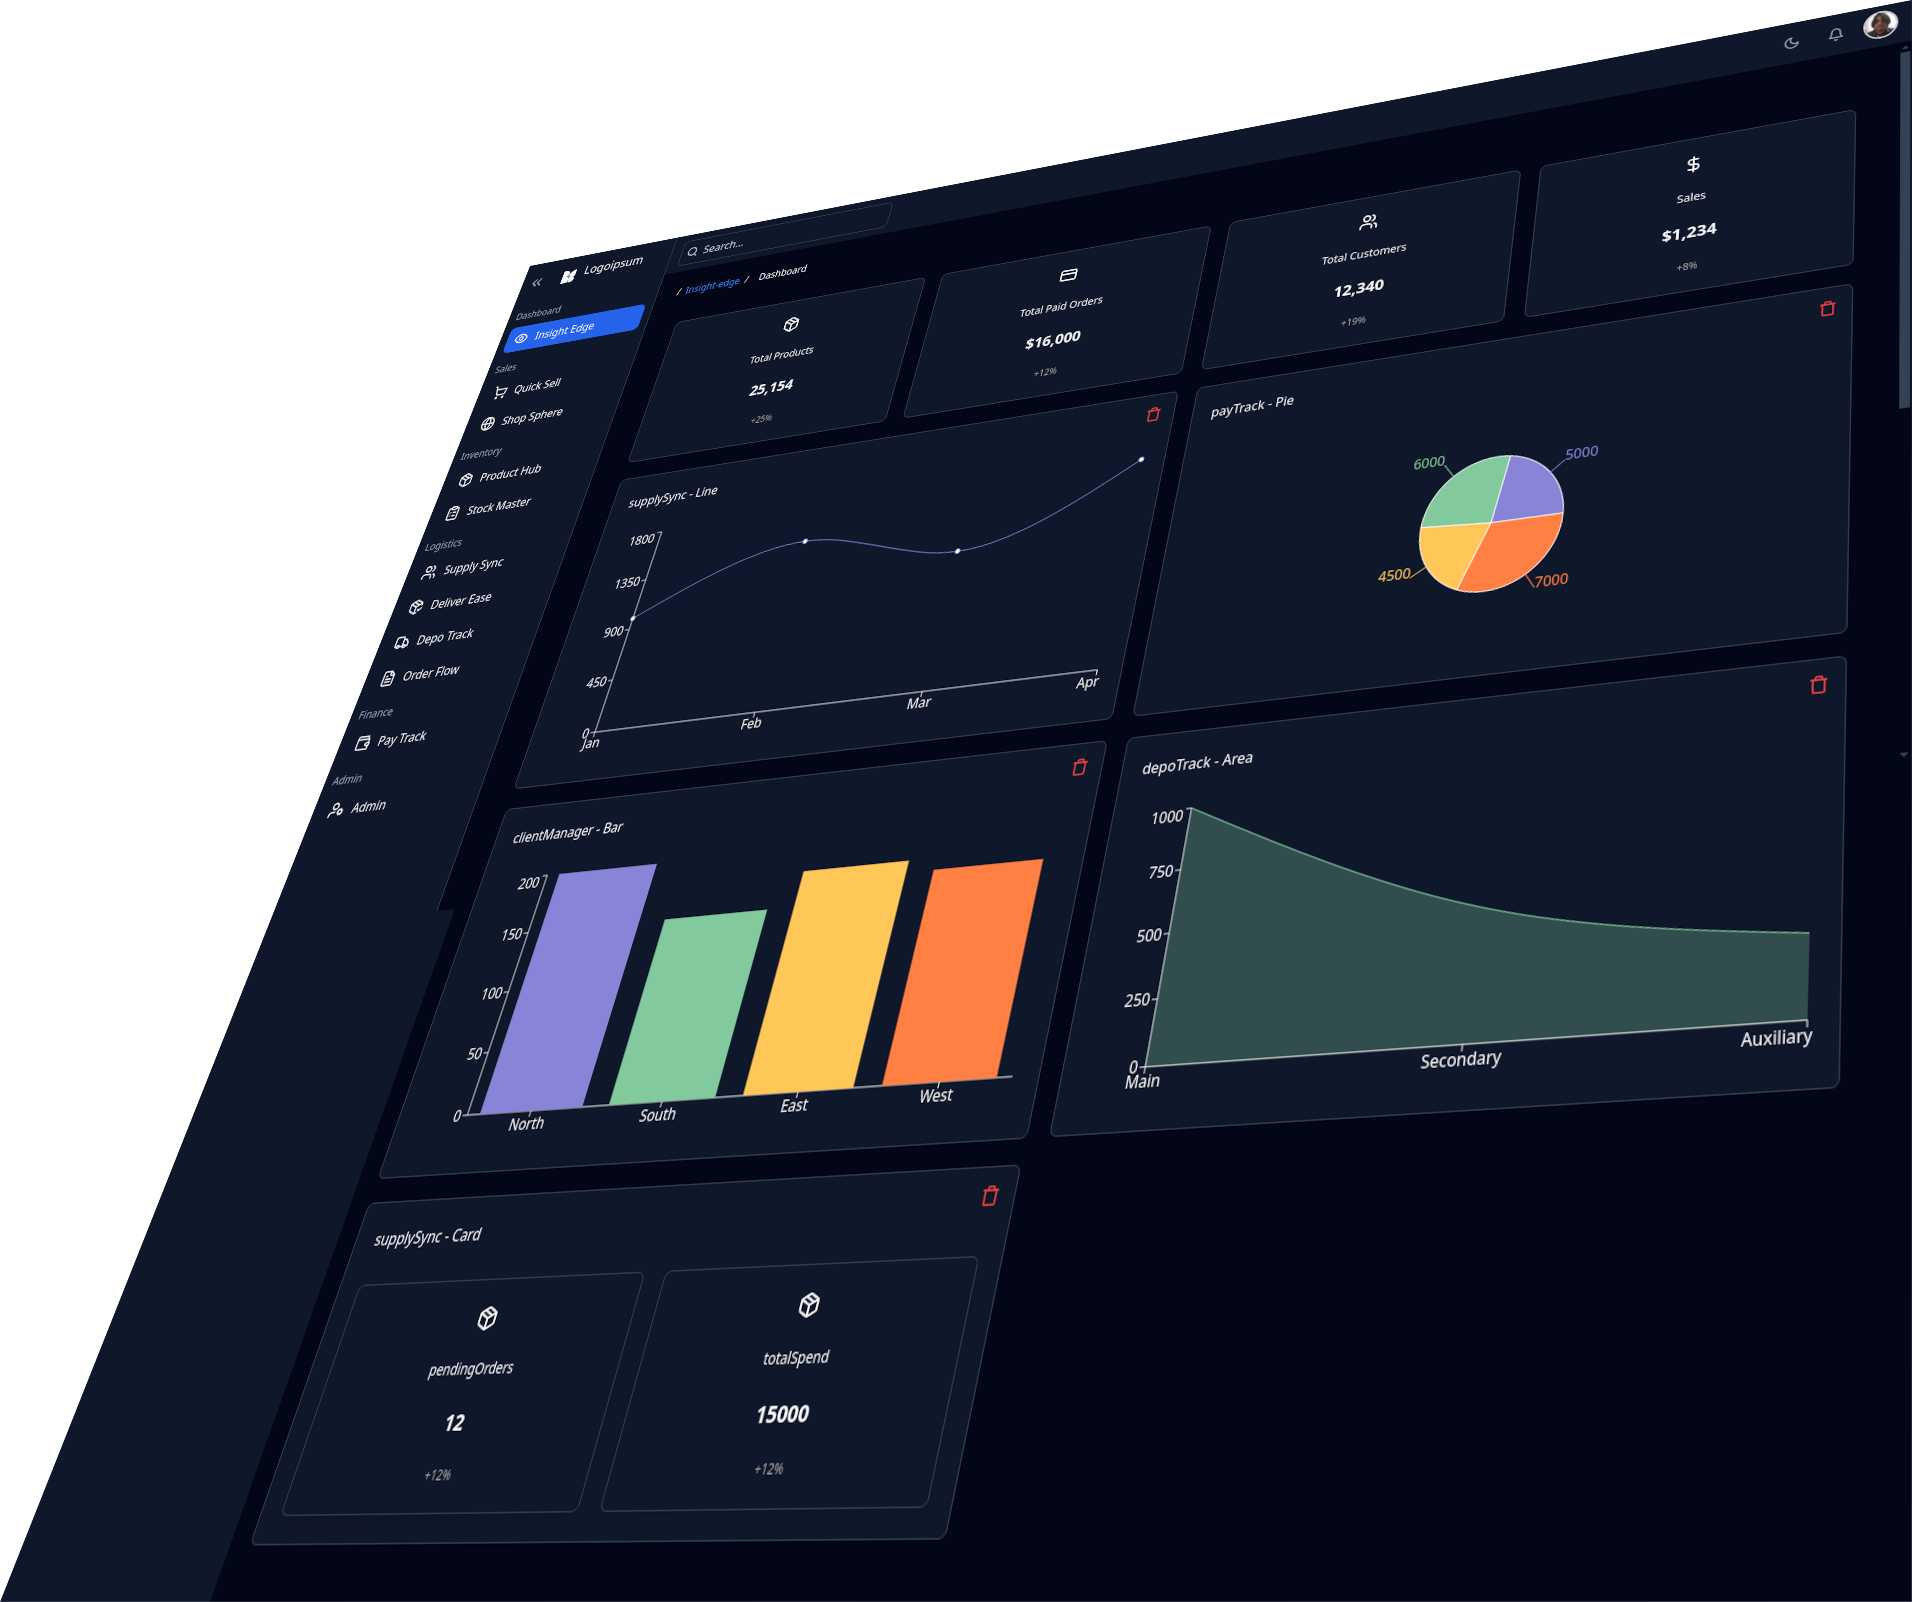 Logoipsum
Search...
Dashboard
Insight Edge
Sales
Quick Sell
Shop Sphere
Inventory
Product Hub
Stock Master
Logistics
Supply Sync
Deliver Ease
Depo Track
Order Flow
Finance
Pay Track
Admin
Admin
/ Insight-edge / Dashboard
Total Products
25,154
+25%
Total Paid Orders
$16,000
+12%
Total Customers
12,340
+19%
Sales
$1,234
+8%
supplySync - Line
1800
1350
900
450
0
Jan
Feb
Mar
Apr
payTrack - Pie
6000
5000
4500
7000
clientManager - Bar
200
150
100
50
0
North
South
East
West
depoTrack - Area
1000
750
500
250
0
Main
Secondary
Auxiliary
supplySync - Card
pendingOrders
12
+12%
totalSpend
15000
+12%